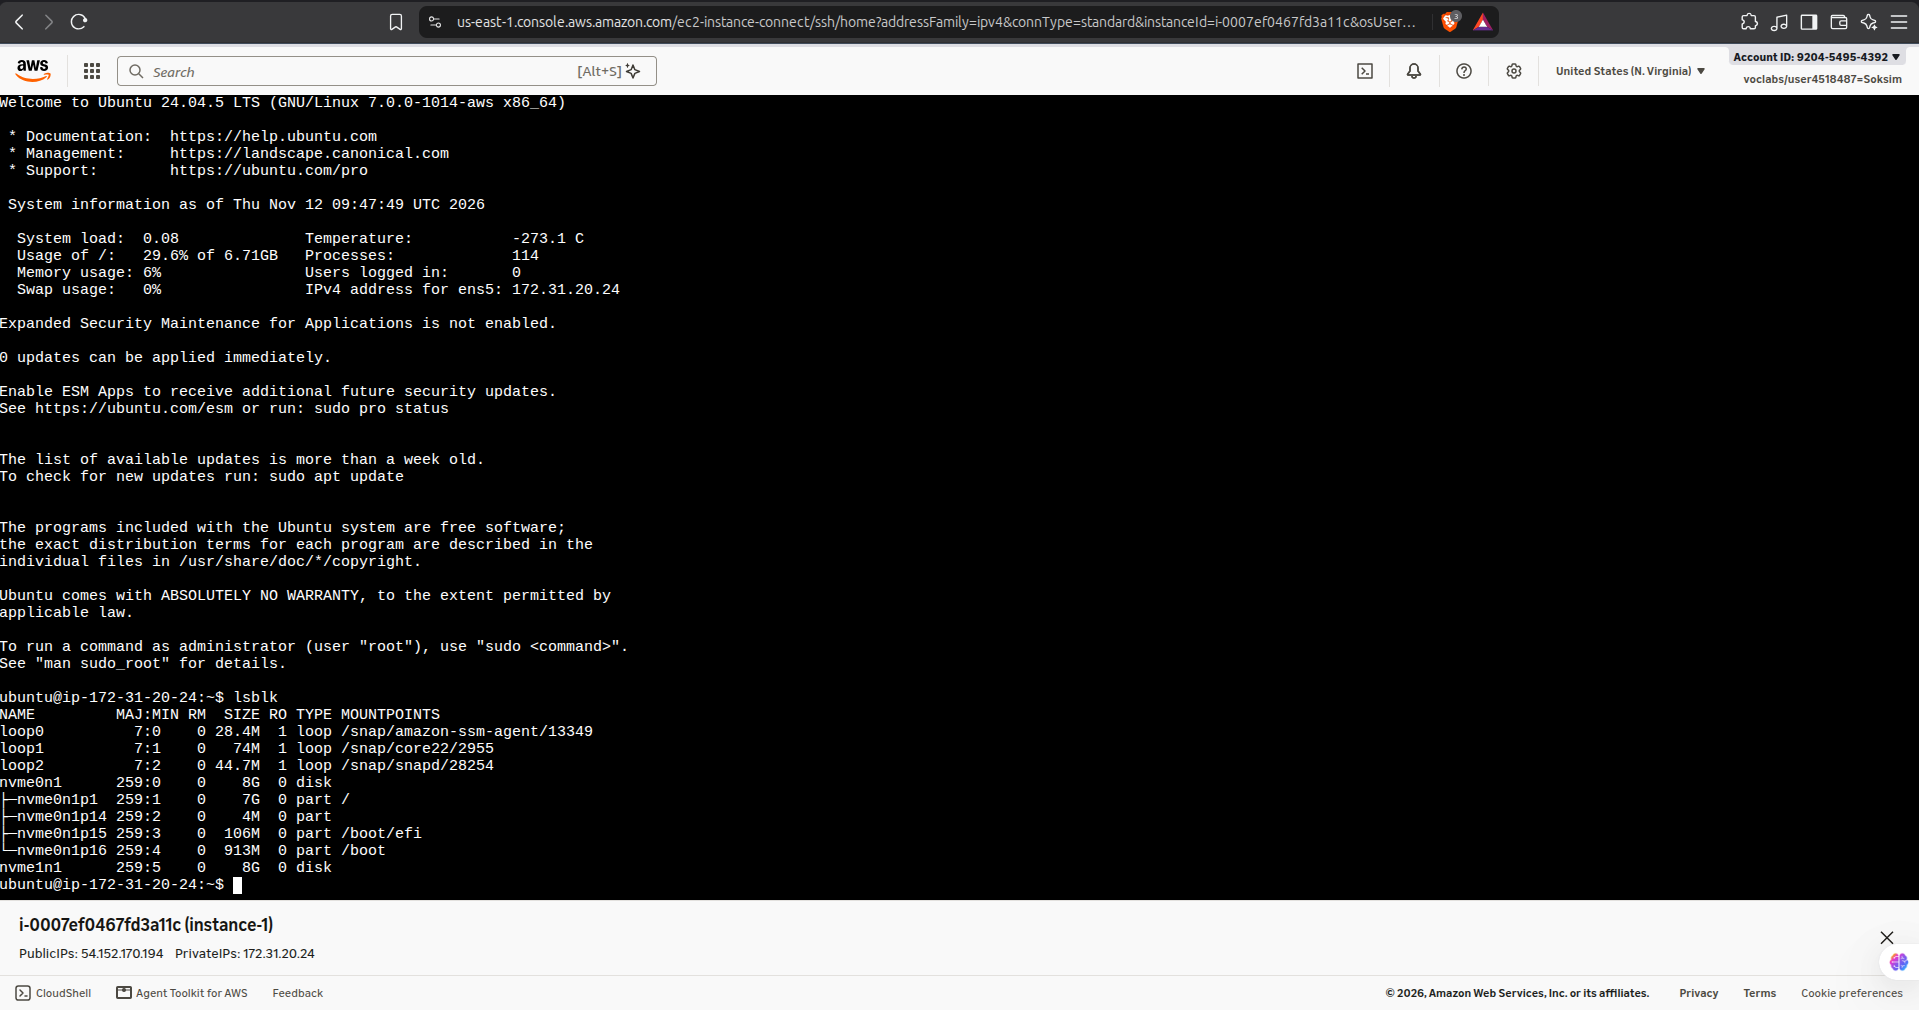 us-east-1.console.aws.amazon.com/ec2-instance-connect/ssh/home?addressFamily=ipv4&connType=standard&instanceId=i-0007ef0467fd3a11c&osUser...
3
aws
Search
[Alt+S]
United States (N. Virginia)
Account ID: 9204-5495-4392
voclabs/user4518487=Soksim
Welcome to Ubuntu 24.04.5 LTS (GNU/Linux 7.0.0-1014-aws x86_64)
* Documentation:  https://help.ubuntu.com
* Management:     https://landscape.canonical.com
* Support:        https://ubuntu.com/pro
System information as of Thu Nov 12 09:47:49 UTC 2026
System load:  0.08              Temperature:           -273.1 C
Usage of /:   29.6% of 6.71GB   Processes:             114
Memory usage: 6%                Users logged in:       0
Swap usage:   0%                IPv4 address for ens5: 172.31.20.24
Expanded Security Maintenance for Applications is not enabled.
0 updates can be applied immediately.
Enable ESM Apps to receive additional future security updates.
See https://ubuntu.com/esm or run: sudo pro status
The list of available updates is more than a week old.
To check for new updates run: sudo apt update
The programs included with the Ubuntu system are free software;
the exact distribution terms for each program are described in the
individual files in /usr/share/doc/*/copyright.
Ubuntu comes with ABSOLUTELY NO WARRANTY, to the extent permitted by
applicable law.
To run a command as administrator (user "root"), use "sudo <command>".
See "man sudo_root" for details.
ubuntu@ip-172-31-20-24:~$ lsblk
NAME         MAJ:MIN RM  SIZE RO TYPE MOUNTPOINTS
loop0          7:0    0 28.4M  1 loop /snap/amazon-ssm-agent/13349
loop1          7:1    0   74M  1 loop /snap/core22/2955
loop2          7:2    0 44.7M  1 loop /snap/snapd/28254
nvme0n1      259:0    0    8G  0 disk
├─nvme0n1p1  259:1    0    7G  0 part /
├─nvme0n1p14 259:2    0    4M  0 part
├─nvme0n1p15 259:3    0  106M  0 part /boot/efi
└─nvme0n1p16 259:4    0  913M  0 part /boot
nvme1n1      259:5    0    8G  0 disk
ubuntu@ip-172-31-20-24:~$
i-0007ef0467fd3a11c (instance-1)
PublicIPs: 54.152.170.194   PrivateIPs: 172.31.20.24
CloudShell   Agent Toolkit for AWS   Feedback   © 2026, Amazon Web Services, Inc. or its affiliates.   Privacy   Terms   Cookie preferences